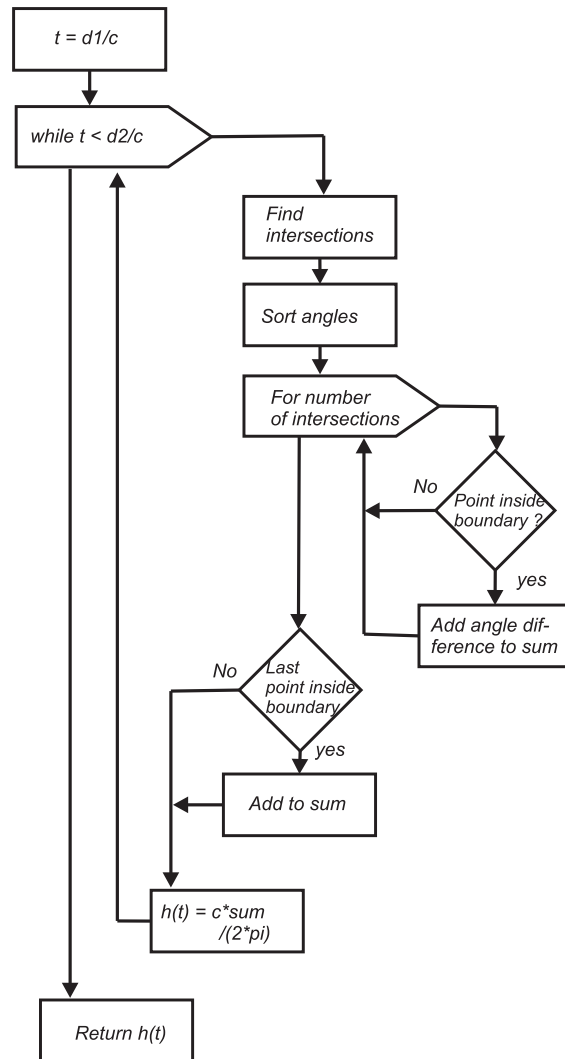 t = d1/c
while t < d2/c
Find
intersections
Sort angles
For number
of intersections
No
Point inside
boundary ?
yes
Add angle dif-
ference to sum
No
Last
point inside
boundary
yes
Add to sum
h(t) = c*sum
/(2*pi)
Return h(t)